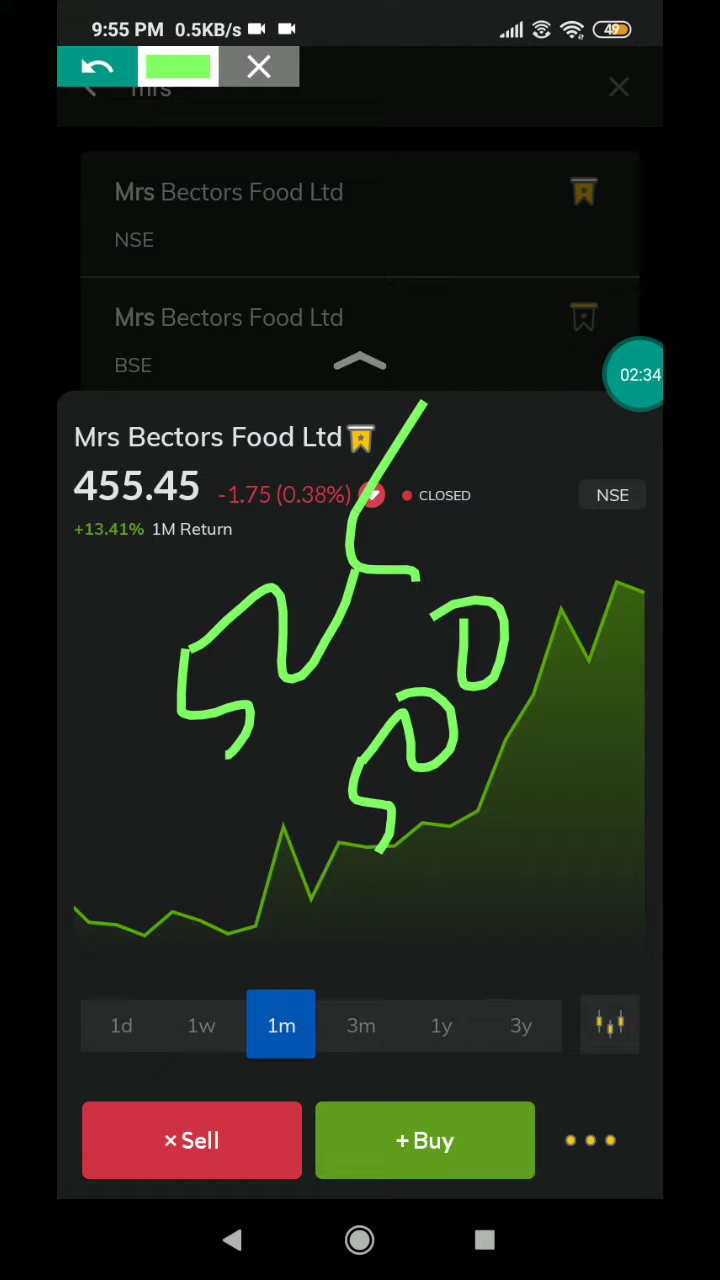 9:55 PM 0.5KB/s 49
mrs
Mrs Bectors Food Ltd
NSE
Mrs Bectors Food Ltd
BSE
02:34
Mrs Bectors Food Ltd
455.45 -1.75 (0.38%) CLOSED NSE
+13.41% 1M Return
1d 1w 1m 3m 1y 3y
× Sell + Buy